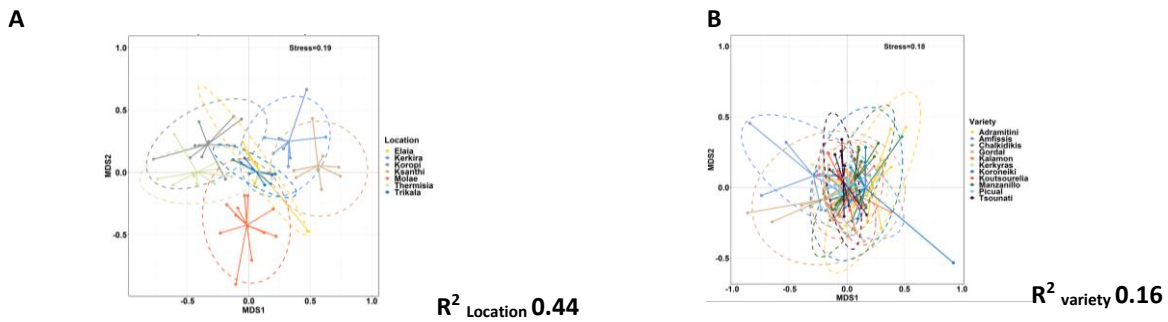 A
Stress=0.19
1.0
0.5
0.0
-0.5
MDS2
-0.5
0.0
0.5
1.0
MDS1
Location
Elaia
Kerkira
Koropi
Ksanthi
Molae
Thermisia
Trikala
R² Location 0.44
B
Stress=0.18
1.0
0.5
0.0
-0.5
MDS2
-1.0
-0.5
0.0
0.5
1.0
MDS1
Variety
Adramitini
Amfissis
Chalkidikis
Gordal
Kalamon
Kerkyras
Koroneiki
Koutsourelia
Manzanillo
Picual
Tsounati
R² variety 0.16